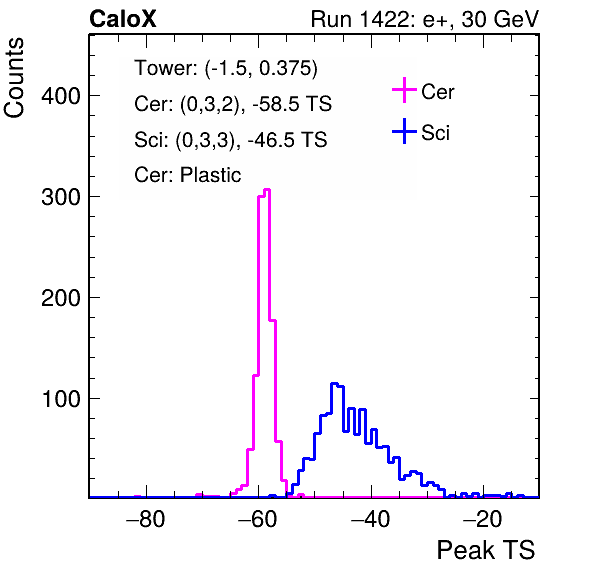 CaloX Run 1422: e+, 30 GeV
Counts
Tower: (-1.5, 0.375)
Cer: (0,3,2), -58.5 TS
Sci: (0,3,3), -46.5 TS
Cer: Plastic
Cer
Sci
400
300
200
100
−80 −60 −40 −20
Peak TS